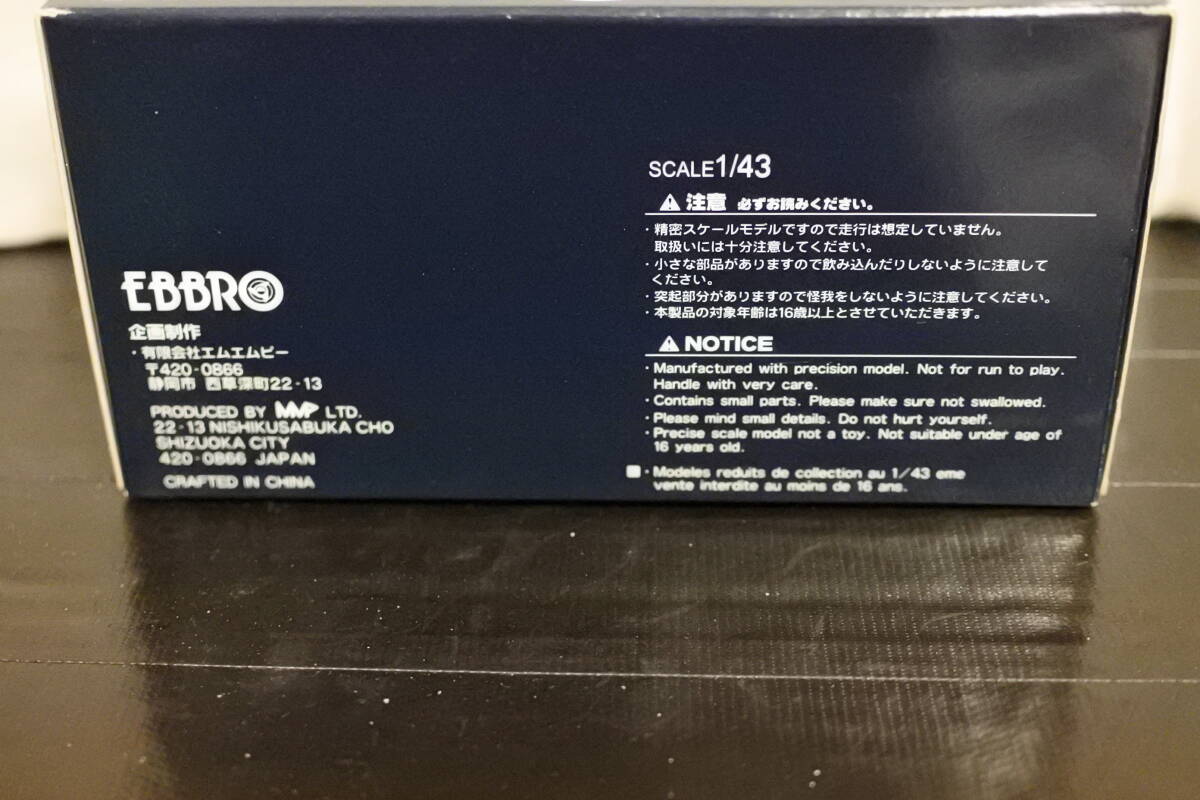 EBBRO
企画制作
・有限会社エムエムピー
〒420-0866
静岡市 西草深町22-13
PRODUCED BY MMP LTD.
22-13 NISHIKUSABUKA CHO
SHIZUOKA CITY
420-0866 JAPAN
CRAFTED IN CHINA
SCALE1/43
注意 必ずお読みください。
・精密スケールモデルですので走行は想定していません。
取扱いには十分注意してください。
・小さな部品がありますので飲み込んだりしないように注意して
ください。
・突起部分がありますので怪我をしないように注意してください。
・本製品の対象年齢は16歳以上とさせていただきます。
NOTICE
・Manufactured with precision model. Not for run to play.
Handle with very care.
・Contains small parts. Please make sure not swallowed.
・Please mind small details. Do not hurt yourself.
・Precise scale model not a toy. Not suitable under age of
16 years old.
・Modeles reduits de collection au 1/43 eme
vente interdite au moins de 16 ans.